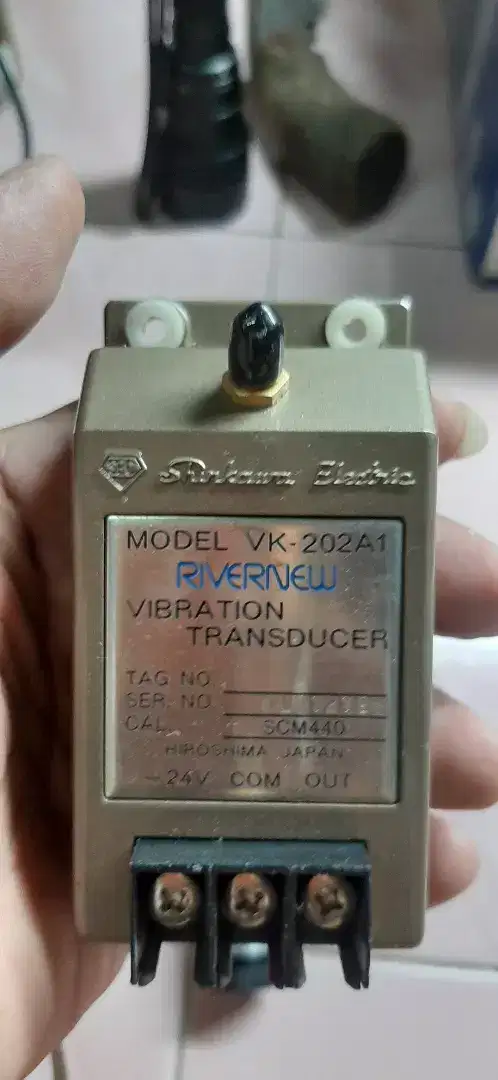 SEC Shinkawa Electric
MODEL VK-202A1
RIVERNEW
VIBRATION
TRANSDUCER
TAG NO
SER. NO
CAL. SCM440
HIROSHIMA JAPAN
-24V COM OUT